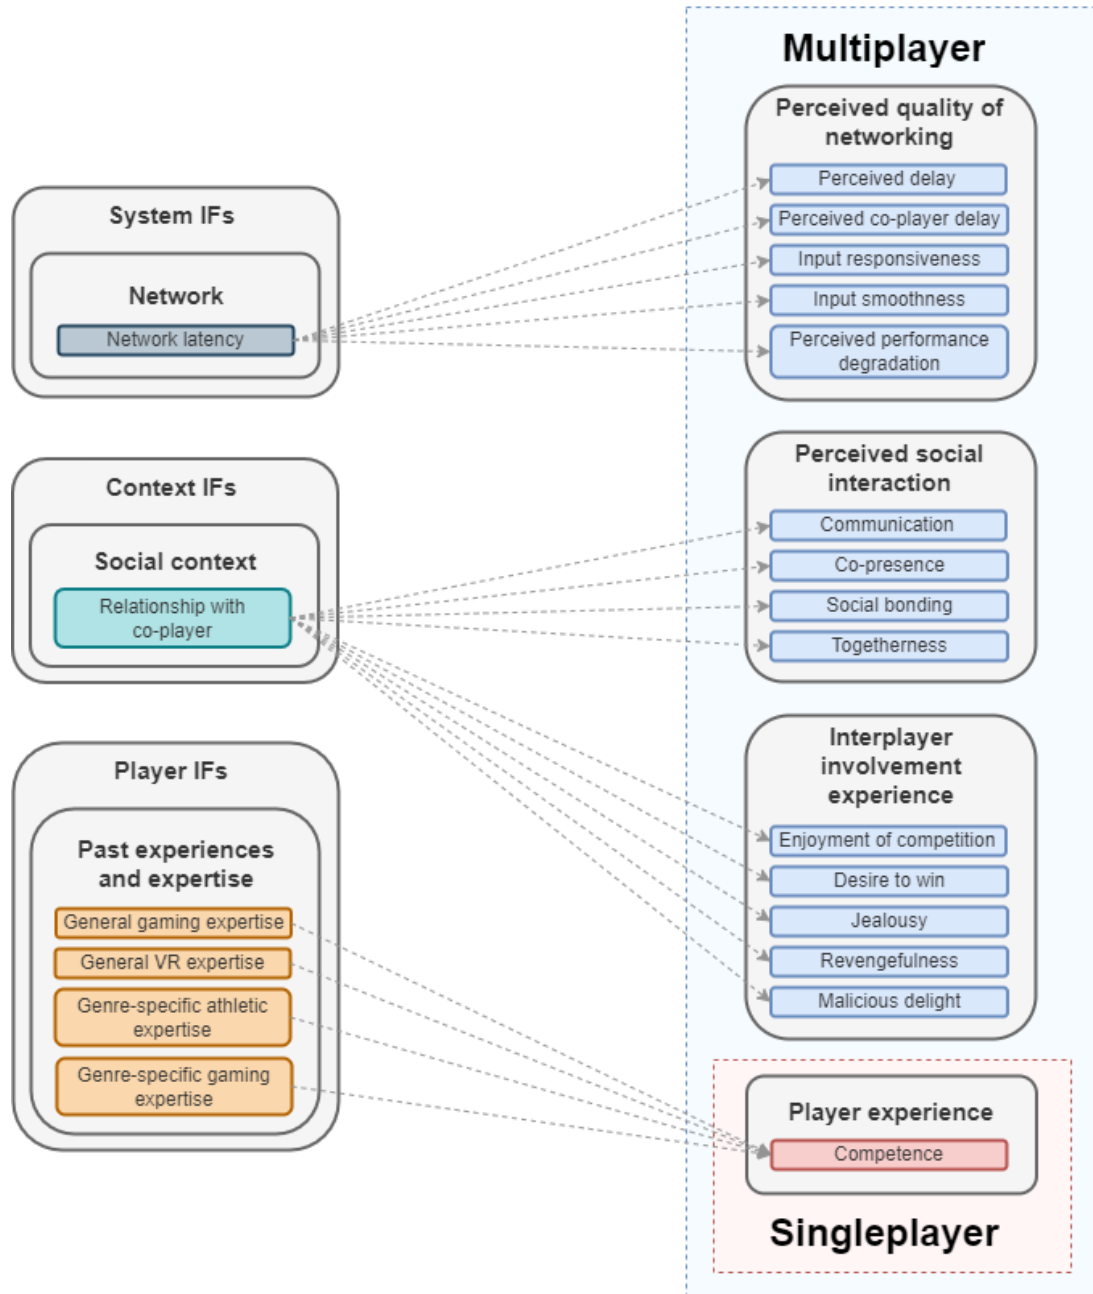 System IFs
Network
Network latency
Context IFs
Social context
Relationship with
co-player
Player IFs
Past experiences
and expertise
General gaming expertise
General VR expertise
Genre-specific athletic
expertise
Genre-specific gaming
expertise
Multiplayer
Perceived quality of
networking
Perceived delay
Perceived co-player delay
Input responsiveness
Input smoothness
Perceived performance
degradation
Perceived social
interaction
Communication
Co-presence
Social bonding
Togetherness
Interplayer
involvement
experience
Enjoyment of competition
Desire to win
Jealousy
Revengefulness
Malicious delight
Player experience
Competence
Singleplayer